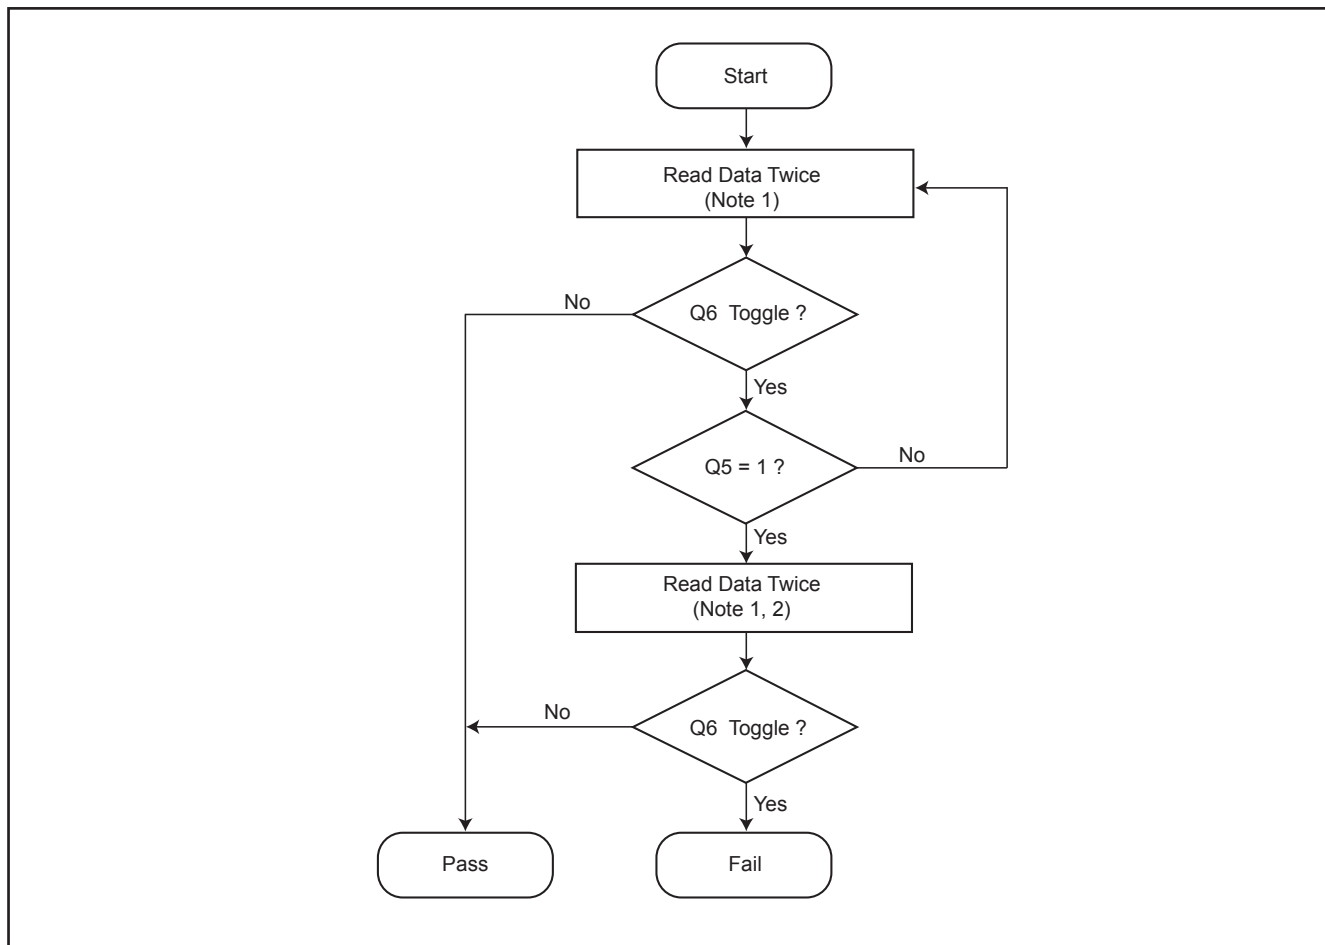 Start
Read Data Twice
(Note 1)
No
Q6  Toggle ?
Yes
Q5 = 1 ?
No
Yes
Read Data Twice
(Note 1, 2)
No
Q6  Toggle ?
Yes
Pass
Fail